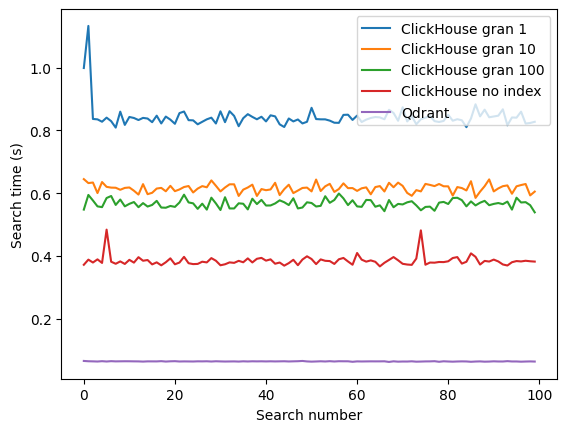 ClickHouse gran 1
ClickHouse gran 10
ClickHouse gran 100
ClickHouse no index
Qdrant
1.0
0.8
0.6
0.4
0.2
Search time (s)
0 20 40 60 80 100
Search number